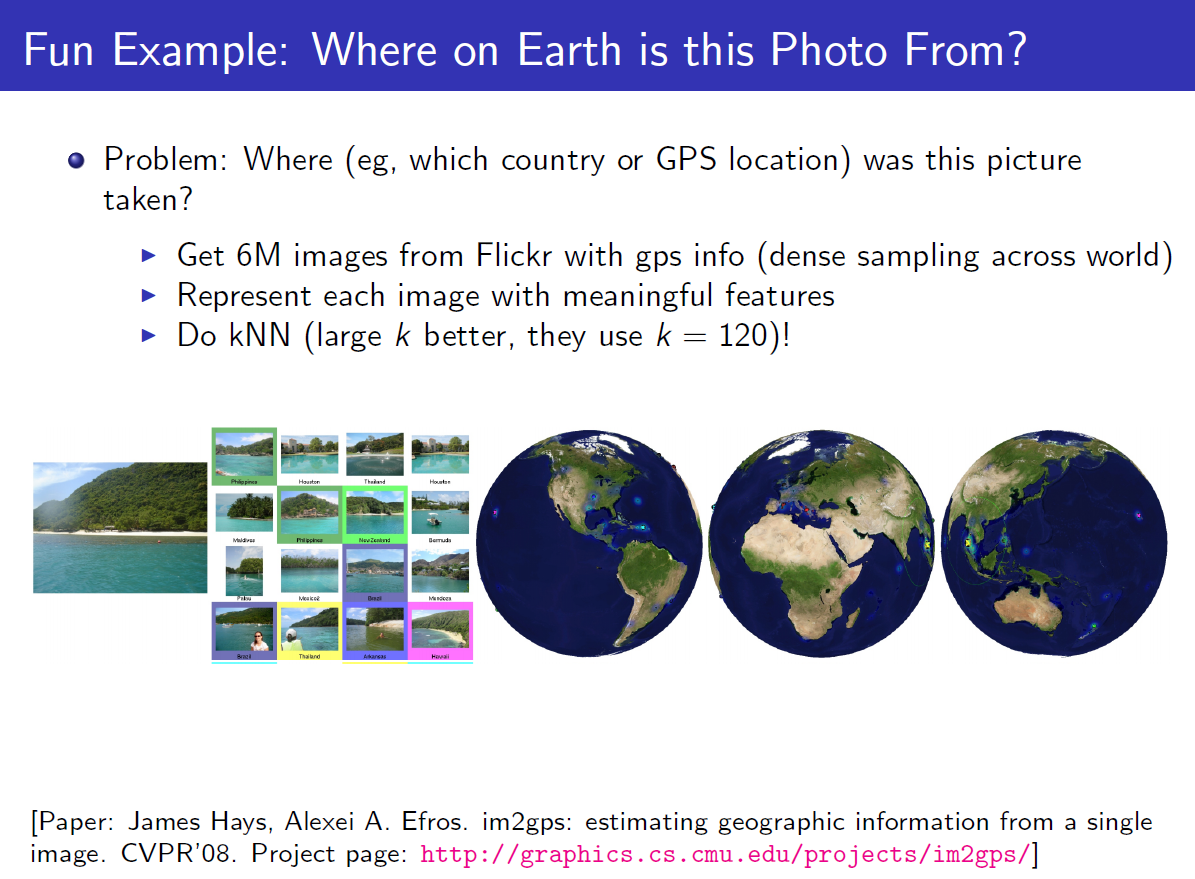 Fun Example: Where on Earth is this Photo From?
Problem: Where (eg, which country or GPS location) was this picture
taken?
Get 6M images from Flickr with gps info (dense sampling across world)
Represent each image with meaningful features
Do kNN (large k better, they use k = 120)!
Philippines Houston Thailand Houston
Maldives Philippines NewZealand Bermuda
Palau Mexico2 Brazil Mendoza
Brazil Thailand Arkansas Hawaii
[Paper: James Hays, Alexei A. Efros. im2gps: estimating geographic information from a single
image. CVPR'08. Project page: http://graphics.cs.cmu.edu/projects/im2gps/]